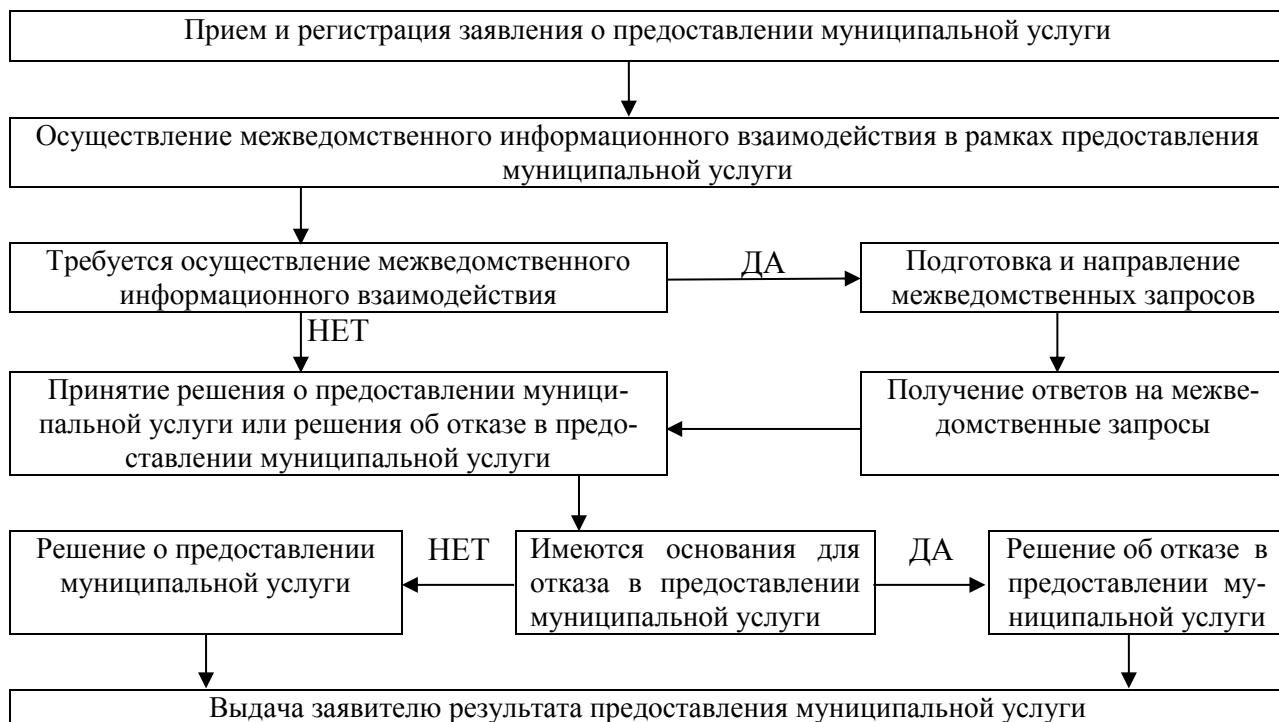 Прием и регистрация заявления о предоставлении муниципальной услуги
Осуществление межведомственного информационного взаимодействия в рамках предоставления
муниципальной услуги
Требуется осуществление межведомственного
информационного взаимодействия
ДА
Подготовка и направление
межведомственных запросов
НЕТ
Принятие решения о предоставлении муници-
пальной услуги или решения об отказе в предо-
ставлении муниципальной услуги
Получение ответов на межве-
домственные запросы
Решение о предоставлении
муниципальной услуги
НЕТ
Имеются основания для
отказа в предоставлении
муниципальной услуги
ДА
Решение об отказе в
предоставлении му-
ниципальной услуги
Выдача заявителю результата предоставления муниципальной услуги